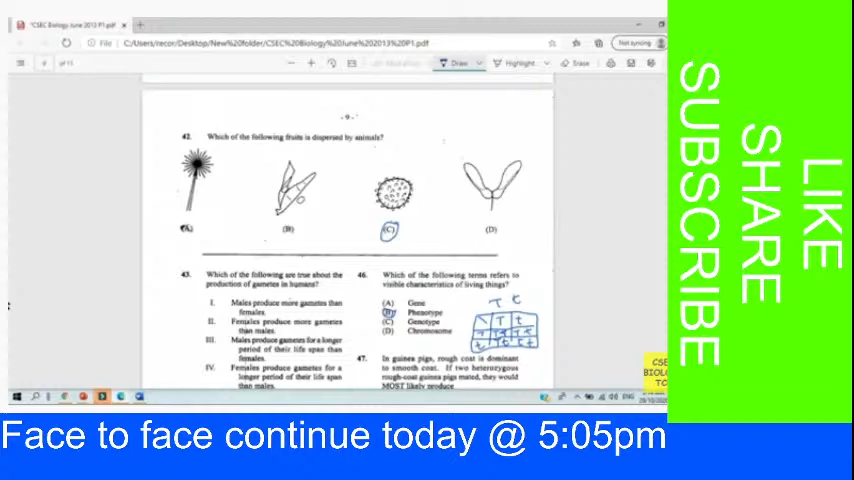 *CSEC Biology June 2013 P1.pdf
File
C:/Users/recor/Desktop/New%20folder/CSEC%20Biology%20June%202013%20P1.pdf
Not syncing
9 of 11
Draw
Highlight
Erase
- 9 -
42. Which of the following fruits is dispersed by animals?
(A) (B) (C) (D)
43. Which of the following are true about the
production of gametes in humans?
I. Males produce more gametes than
females.
II. Females produce more gametes
than males.
III. Males produce gametes for a longer
period of their life span than
females.
IV. Females produce gametes for a
longer period of their life span
than males.
46. Which of the following terms refers to
visible characteristics of living things?
(A) Gene
(B) Phenotype
(C) Genotype
(D) Chromosome
T t
T t
47. In guinea pigs, rough coat is dominant
to smooth coat. If two heterozygous
rough-coat guinea pigs mated, they would
MOST likely produce
ENG
LIKE
SHARE
SUBSCRIBE
Face to face continue today @ 5:05pm